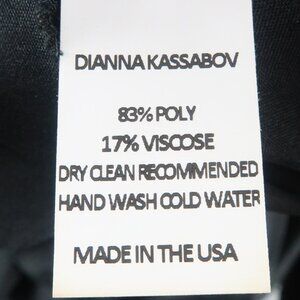 DIANNA KASSABOV
83% POLY
17% VISCOSE
DRY CLEAN RECOMMENDED
HAND WASH COLD WATER
MADE IN THE USA